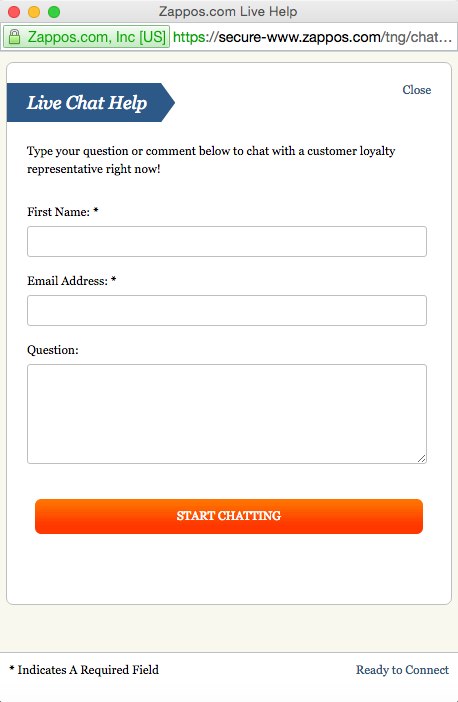 Zappos.com Live Help
Zappos.com, Inc [US] https://secure-www.zappos.com/tng/chat...
Close
Live Chat Help
Type your question or comment below to chat with a customer loyalty
representative right now!
First Name: *
Email Address: *
Question:
START CHATTING
* Indicates A Required Field
Ready to Connect